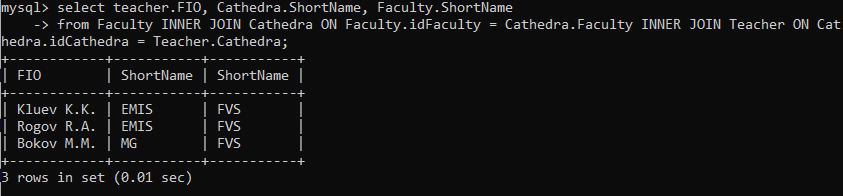 mysql> select teacher.FIO, Cathedra.ShortName, Faculty.ShortName
    -> from Faculty INNER JOIN Cathedra ON Faculty.idFaculty = Cathedra.Faculty INNER JOIN Teacher ON Cat
hedra.idCathedra = Teacher.Cathedra;
+------------+-----------+-----------+
| FIO        | ShortName | ShortName |
+------------+-----------+-----------+
| Kluev K.K. | EMIS      | FVS       |
| Rogov R.A. | EMIS      | FVS       |
| Bokov M.M. | MG        | FVS       |
+------------+-----------+-----------+
3 rows in set (0.01 sec)